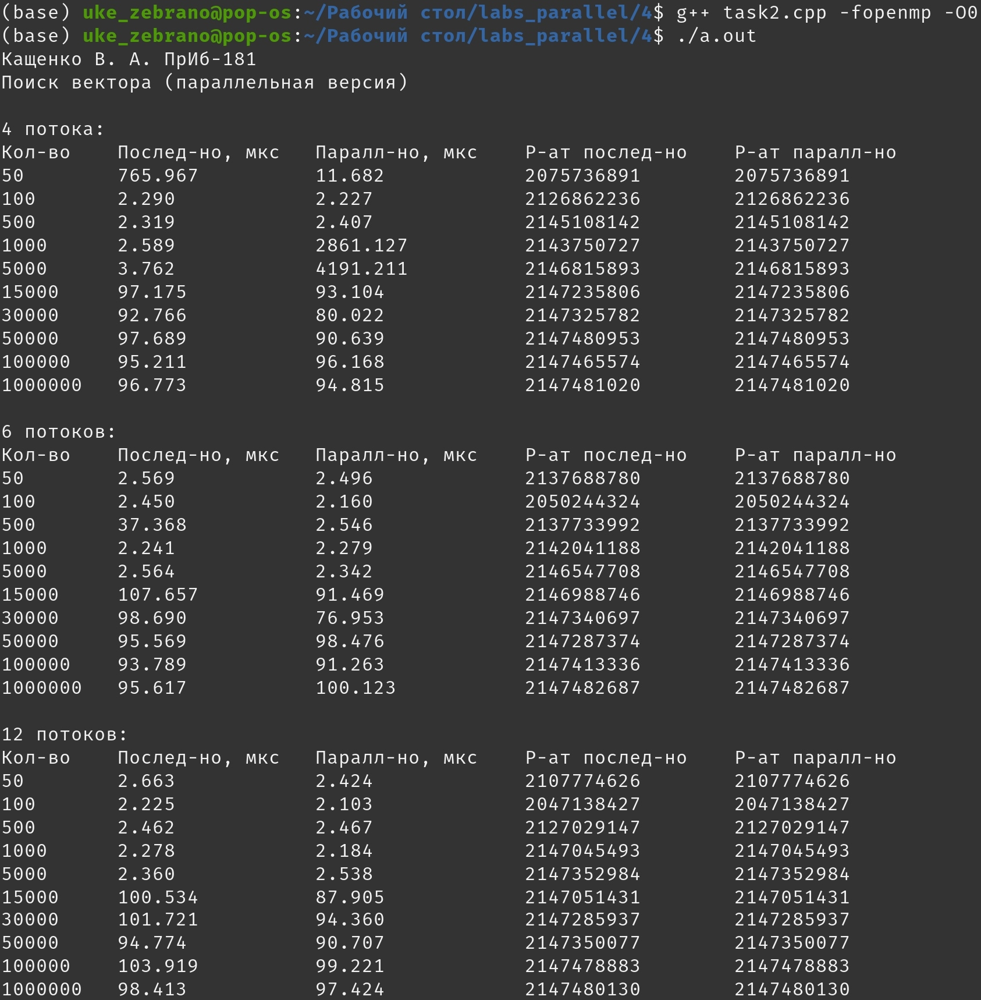 (base) uke_zebrano@pop-os:~/Рабочий стол/labs_parallel/4$ g++ task2.cpp -fopenmp -O0
(base) uke_zebrano@pop-os:~/Рабочий стол/labs_parallel/4$ ./a.out
Кащенко В. А. ПрИб-181
Поиск вектора (параллельная версия)
4 потока:
Кол-во Послед-но, мкс Паралл-но, мкс Р-ат послед-но Р-ат паралл-но
50 765.967 11.682 2075736891 2075736891
100 2.290 2.227 2126862236 2126862236
500 2.319 2.407 2145108142 2145108142
1000 2.589 2861.127 2143750727 2143750727
5000 3.762 4191.211 2146815893 2146815893
15000 97.175 93.104 2147235806 2147235806
30000 92.766 80.022 2147325782 2147325782
50000 97.689 90.639 2147480953 2147480953
100000 95.211 96.168 2147465574 2147465574
1000000 96.773 94.815 2147481020 2147481020
6 потоков:
Кол-во Послед-но, мкс Паралл-но, мкс Р-ат послед-но Р-ат паралл-но
50 2.569 2.496 2137688780 2137688780
100 2.450 2.160 2050244324 2050244324
500 37.368 2.546 2137733992 2137733992
1000 2.241 2.279 2142041188 2142041188
5000 2.564 2.342 2146547708 2146547708
15000 107.657 91.469 2146988746 2146988746
30000 98.690 76.953 2147340697 2147340697
50000 95.569 98.476 2147287374 2147287374
100000 93.789 91.263 2147413336 2147413336
1000000 95.617 100.123 2147482687 2147482687
12 потоков:
Кол-во Послед-но, мкс Паралл-но, мкс Р-ат послед-но Р-ат паралл-но
50 2.663 2.424 2107774626 2107774626
100 2.225 2.103 2047138427 2047138427
500 2.462 2.467 2127029147 2127029147
1000 2.278 2.184 2147045493 2147045493
5000 2.360 2.538 2147352984 2147352984
15000 100.534 87.905 2147051431 2147051431
30000 101.721 94.360 2147285937 2147285937
50000 94.774 90.707 2147350077 2147350077
100000 103.919 99.221 2147478883 2147478883
1000000 98.413 97.424 2147480130 2147480130